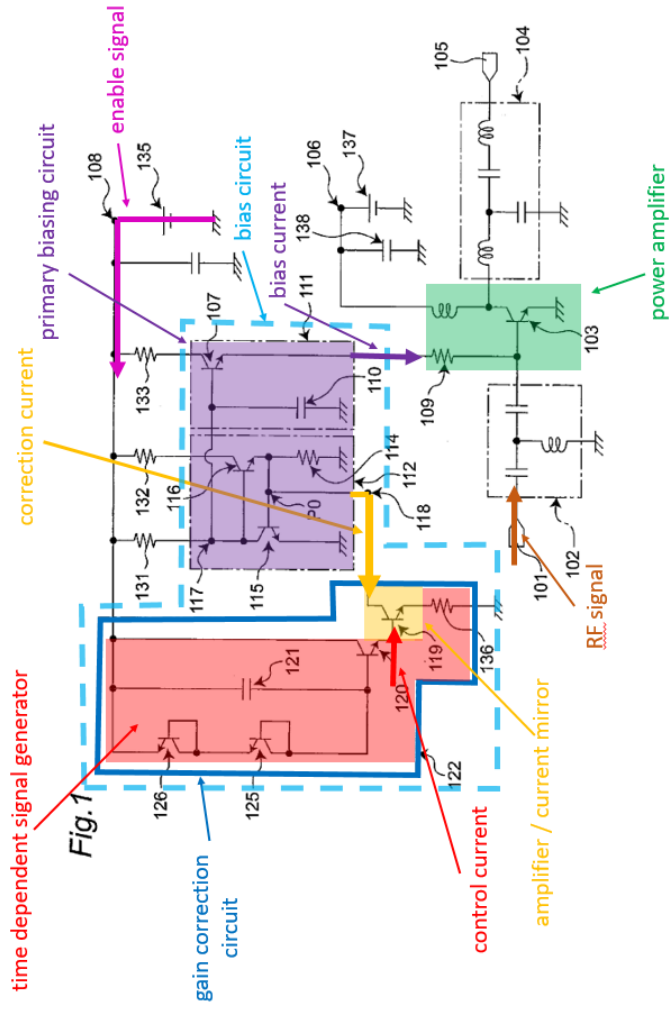 time dependent signal generator
correction current
primary biasing circuit
enable signal
Fig.1
108
131
132
133
135
126
117
107
gain correction
circuit
bias circuit
125
116
115
121
P0
111
138
106
137
114
110
bias current
112
118
120
122
119
109
105
control current
136
104
101
amplifier / current mirror
102
103
RF signal
power amplifier